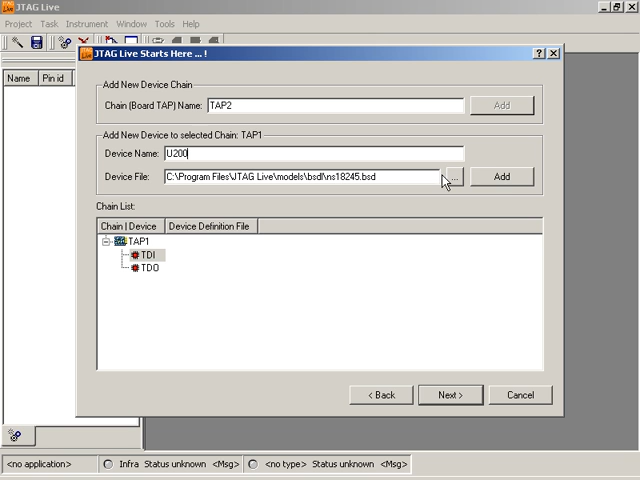 JTAG Live
Project Task Instrument Window Tools Help
Name Pin id
JTAG Live Starts Here ... !
Add New Device Chain
Chain (Board TAP) Name: TAP2 Add
Add New Device to selected Chain: TAP1
Device Name: U200
Device File: C:\Program Files\JTAG Live\models\bsdl\ns18245.bsd ... Add
Chain List:
Chain | Device Device Definition File
TAP1
TDI
TDO
< Back Next > Cancel
<no application> Infra Status unknown <Msg> <no type> Status unknown <Msg>